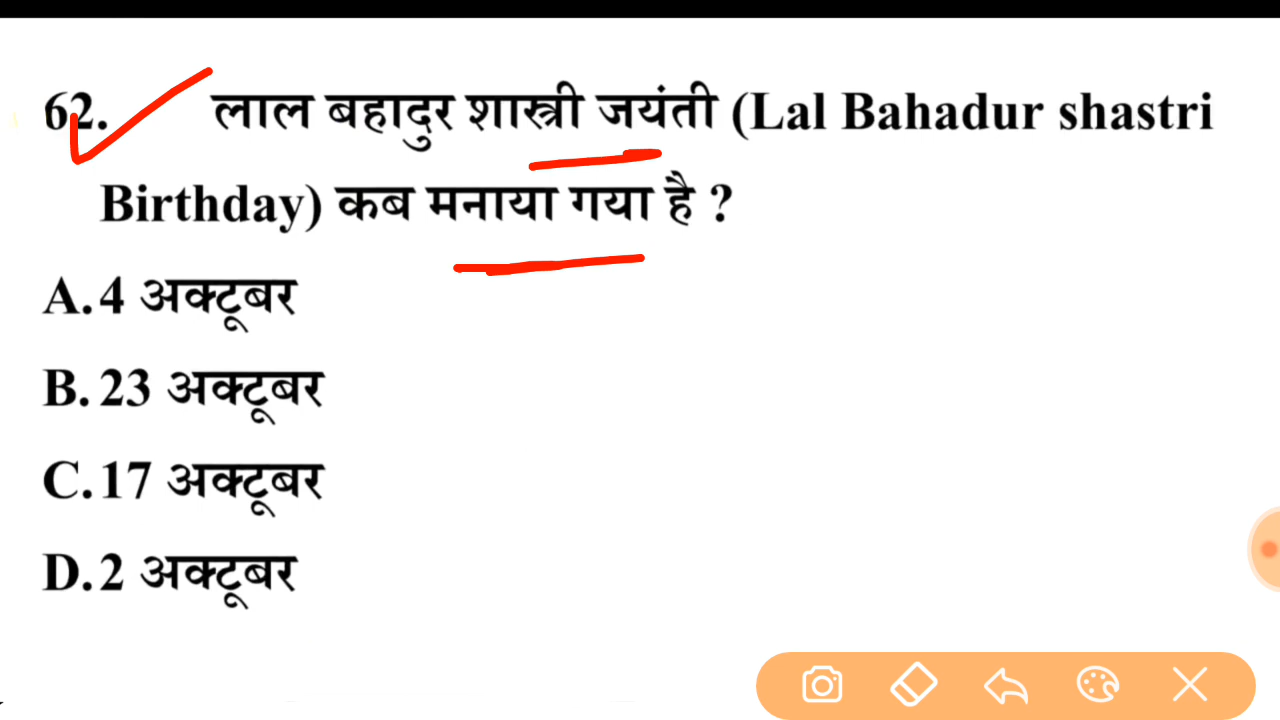 62. लाल बहादुर शास्त्री जयंती (Lal Bahadur shastri
Birthday) कब मनाया गया है ?
A. 4 अक्टूबर
B. 23 अक्टूबर
C. 17 अक्टूबर
D. 2 अक्टूबर